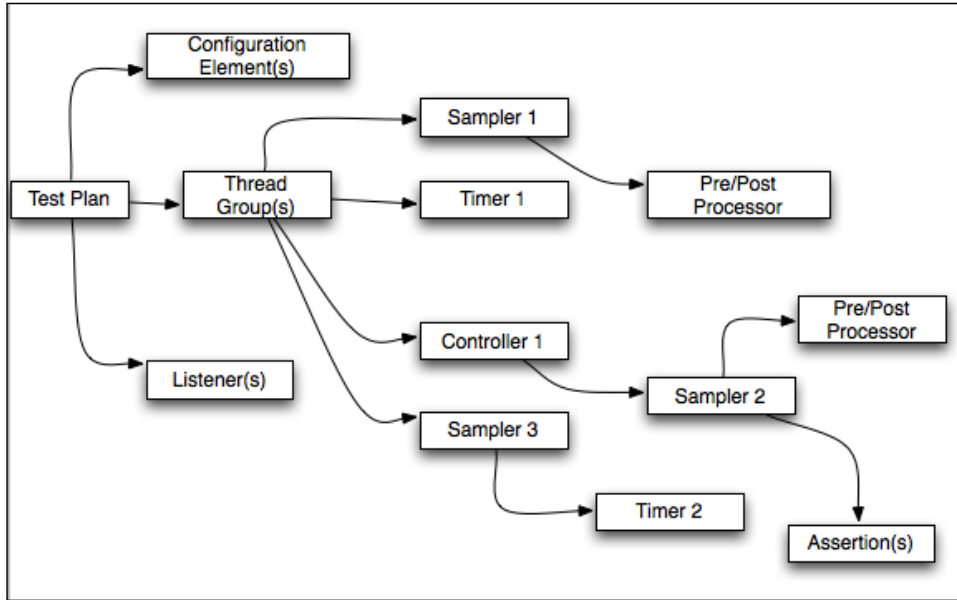 Configuration
Element(s)
Sampler 1
Test Plan
Thread
Group(s)
Timer 1
Pre/Post
Processor
Pre/Post
Processor
Controller 1
Listener(s)
Sampler 2
Sampler 3
Timer 2
Assertion(s)